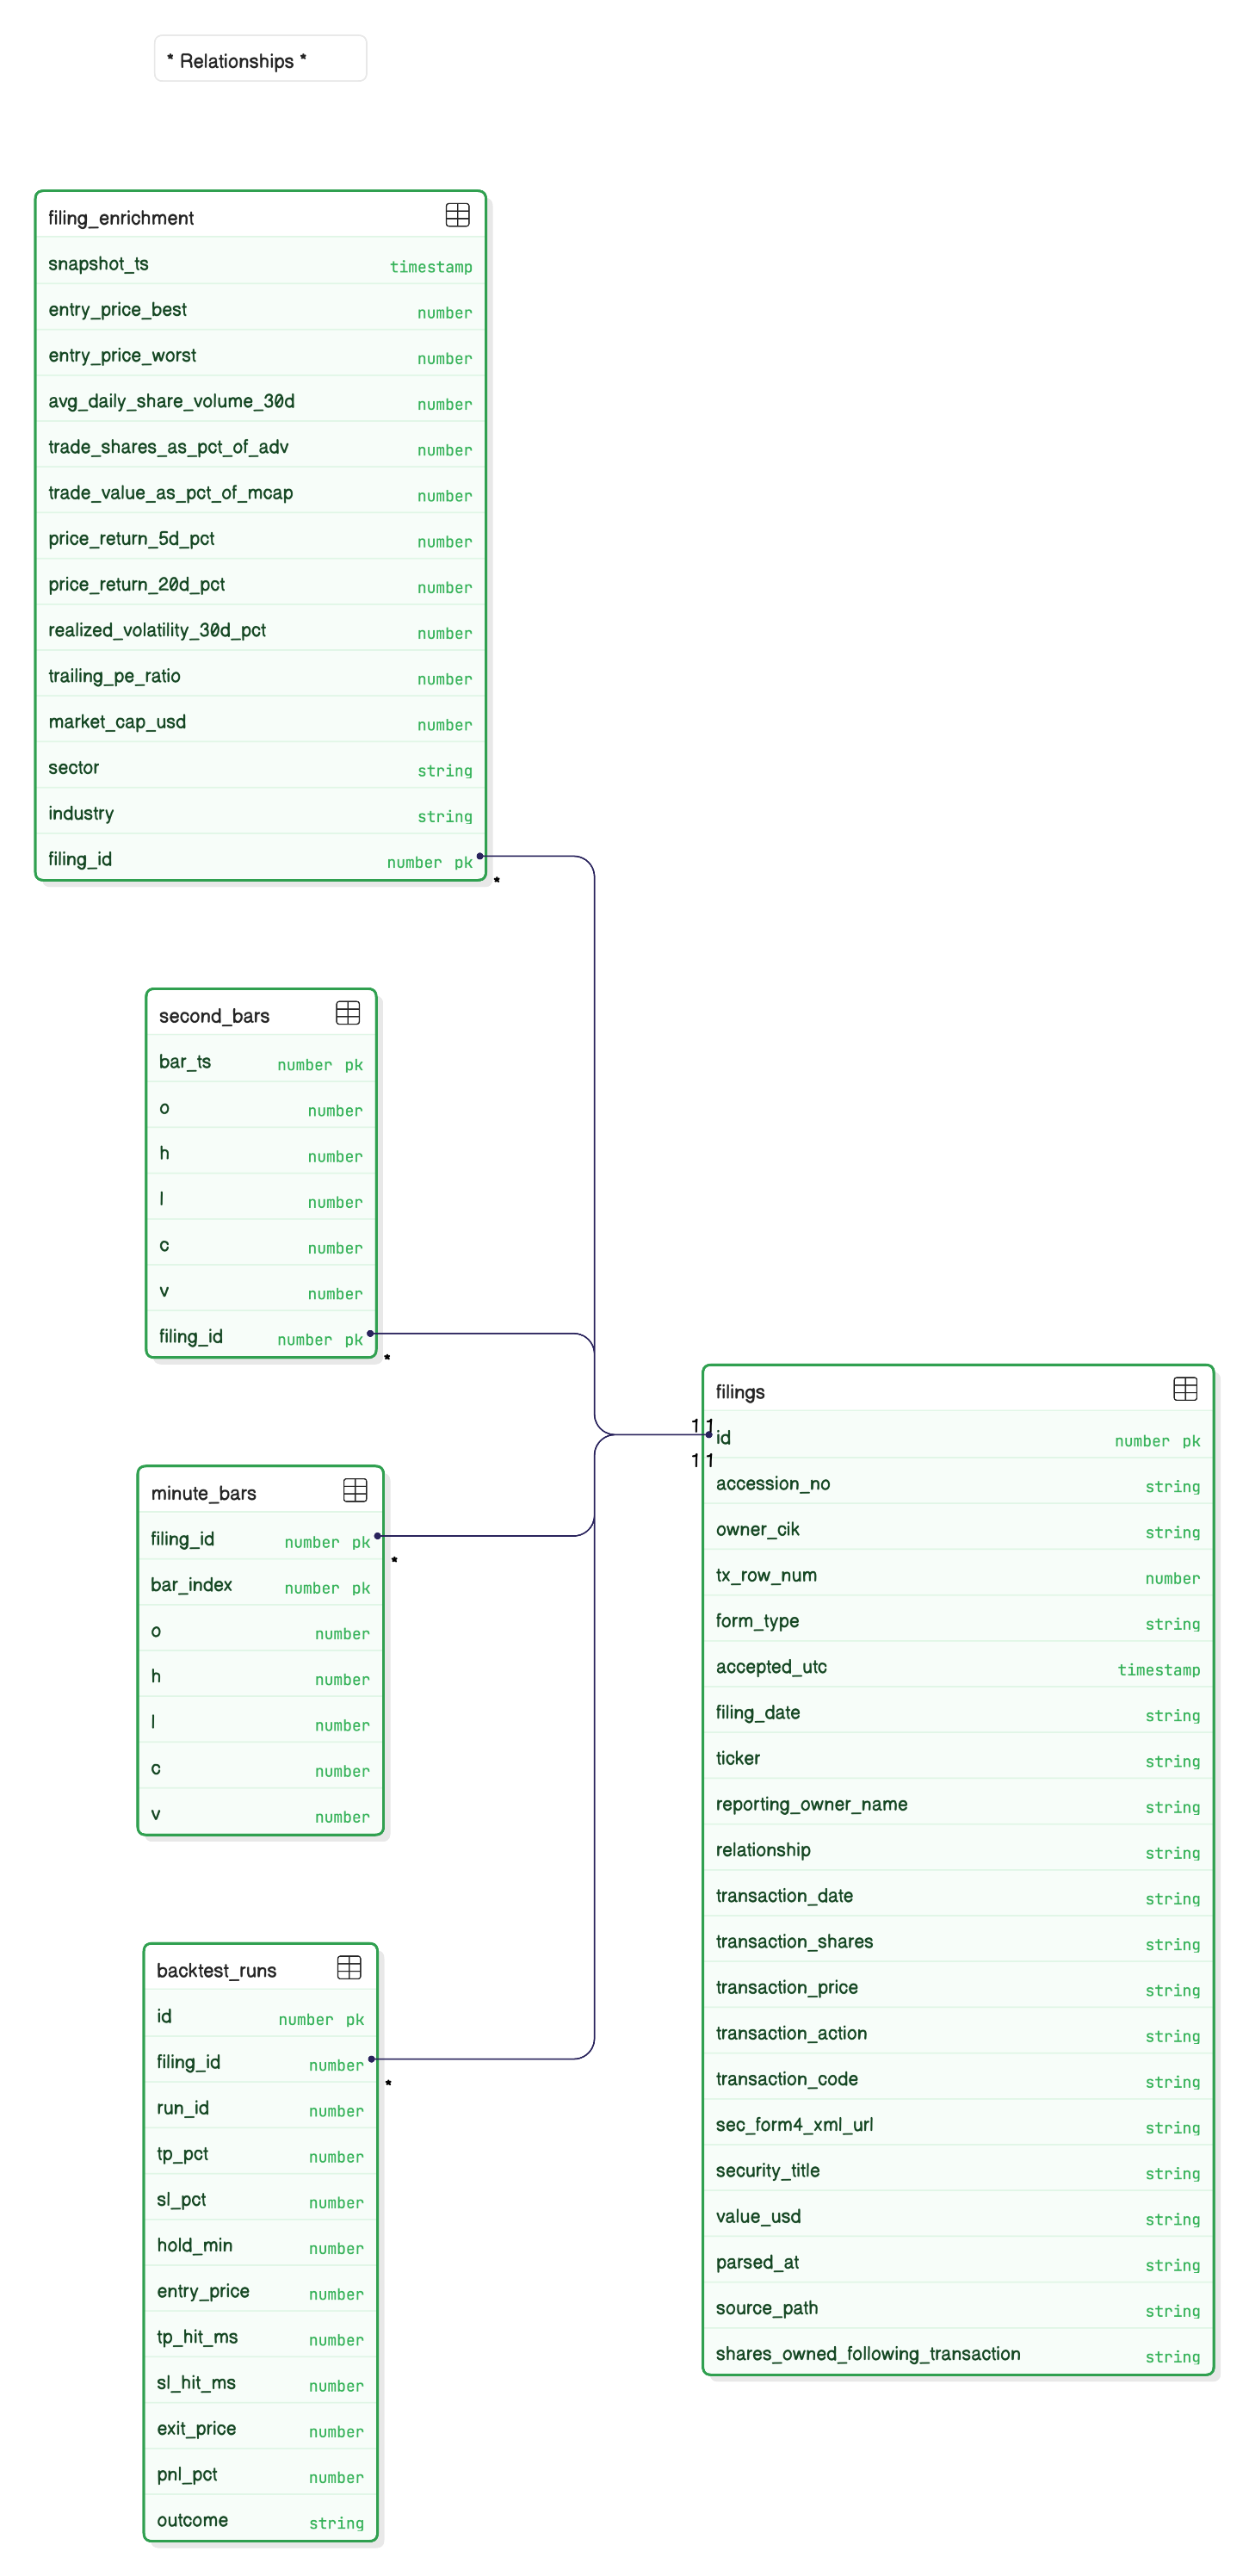 * Relationships *
filing_enrichment
snapshot_ts timestamp
entry_price_best number
entry_price_worst number
avg_daily_share_volume_30d number
trade_shares_as_pct_of_adv number
trade_value_as_pct_of_mcap number
price_return_5d_pct number
price_return_20d_pct number
realized_volatility_30d_pct number
trailing_pe_ratio number
market_cap_usd number
sector string
industry string
filing_id number pk
*
second_bars
bar_ts number pk
o number
h number
l number
c number
v number
filing_id number pk
*
minute_bars
filing_id number pk
*
bar_index number pk
o number
h number
l number
c number
v number
backtest_runs
id number pk
filing_id number
*
run_id number
tp_pct number
sl_pct number
hold_min number
entry_price number
tp_hit_ms number
sl_hit_ms number
exit_price number
pnl_pct number
outcome string
filings
1 1
id number pk
1 1
accession_no string
owner_cik string
tx_row_num number
form_type string
accepted_utc timestamp
filing_date string
ticker string
reporting_owner_name string
relationship string
transaction_date string
transaction_shares string
transaction_price string
transaction_action string
transaction_code string
sec_form4_xml_url string
security_title string
value_usd string
parsed_at string
source_path string
shares_owned_following_transaction string